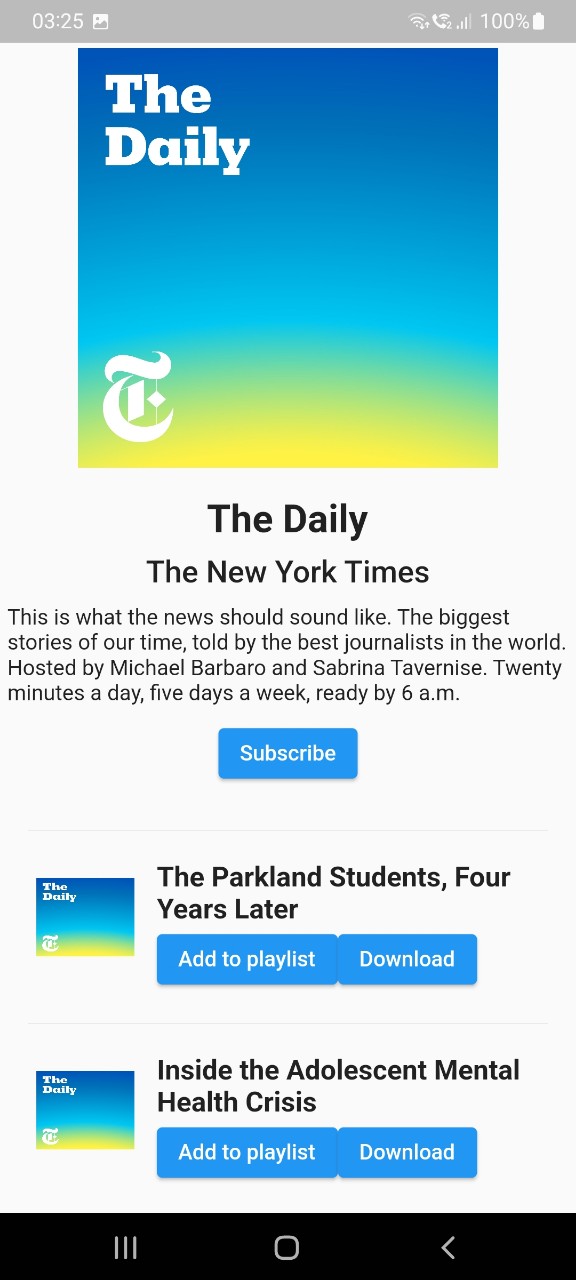 03:25
100%
The
Daily
The Daily
The New York Times
This is what the news should sound like. The biggest
stories of our time, told by the best journalists in the world.
Hosted by Michael Barbaro and Sabrina Tavernise. Twenty
minutes a day, five days a week, ready by 6 a.m.
Subscribe
The
Daily
The Parkland Students, Four
Years Later
Add to playlist Download
The
Daily
Inside the Adolescent Mental
Health Crisis
Add to playlist Download